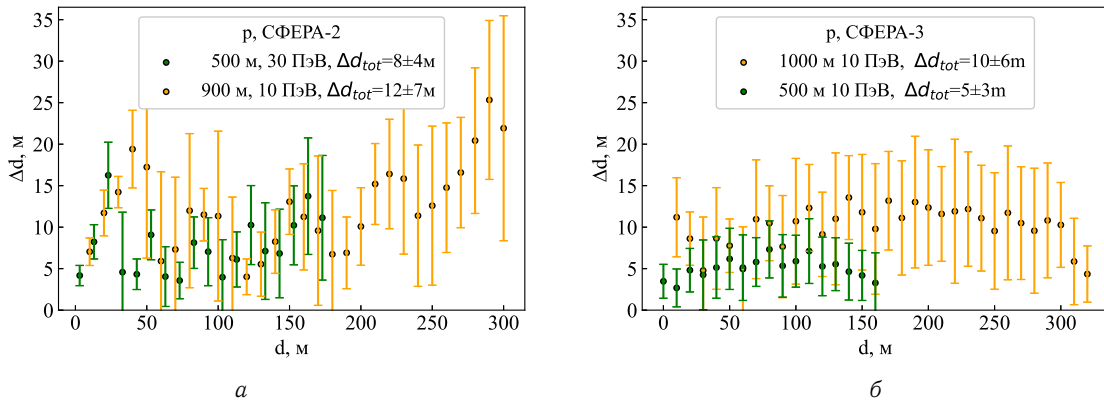 p, СФЕРА-2
500 м, 30 ПэВ, Δd_tot=8±4м
900 м, 10 ПэВ, Δd_tot=12±7м
Δd, м
35
30
25
20
15
10
5
0
0 50 100 150 200 250 300
d, м
а
p, СФЕРА-3
1000 м 10 ПэВ, Δd_tot=10±6m
500 м 10 ПэВ, Δd_tot=5±3m
Δd, м
35
30
25
20
15
10
5
0
0 50 100 150 200 250 300
d, м
б